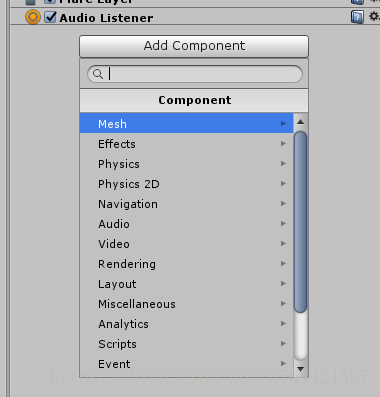 Flare Layer
Audio Listener
Add Component
Component
Mesh
Effects
Physics
Physics 2D
Navigation
Audio
Video
Rendering
Layout
Miscellaneous
Analytics
Scripts
Event